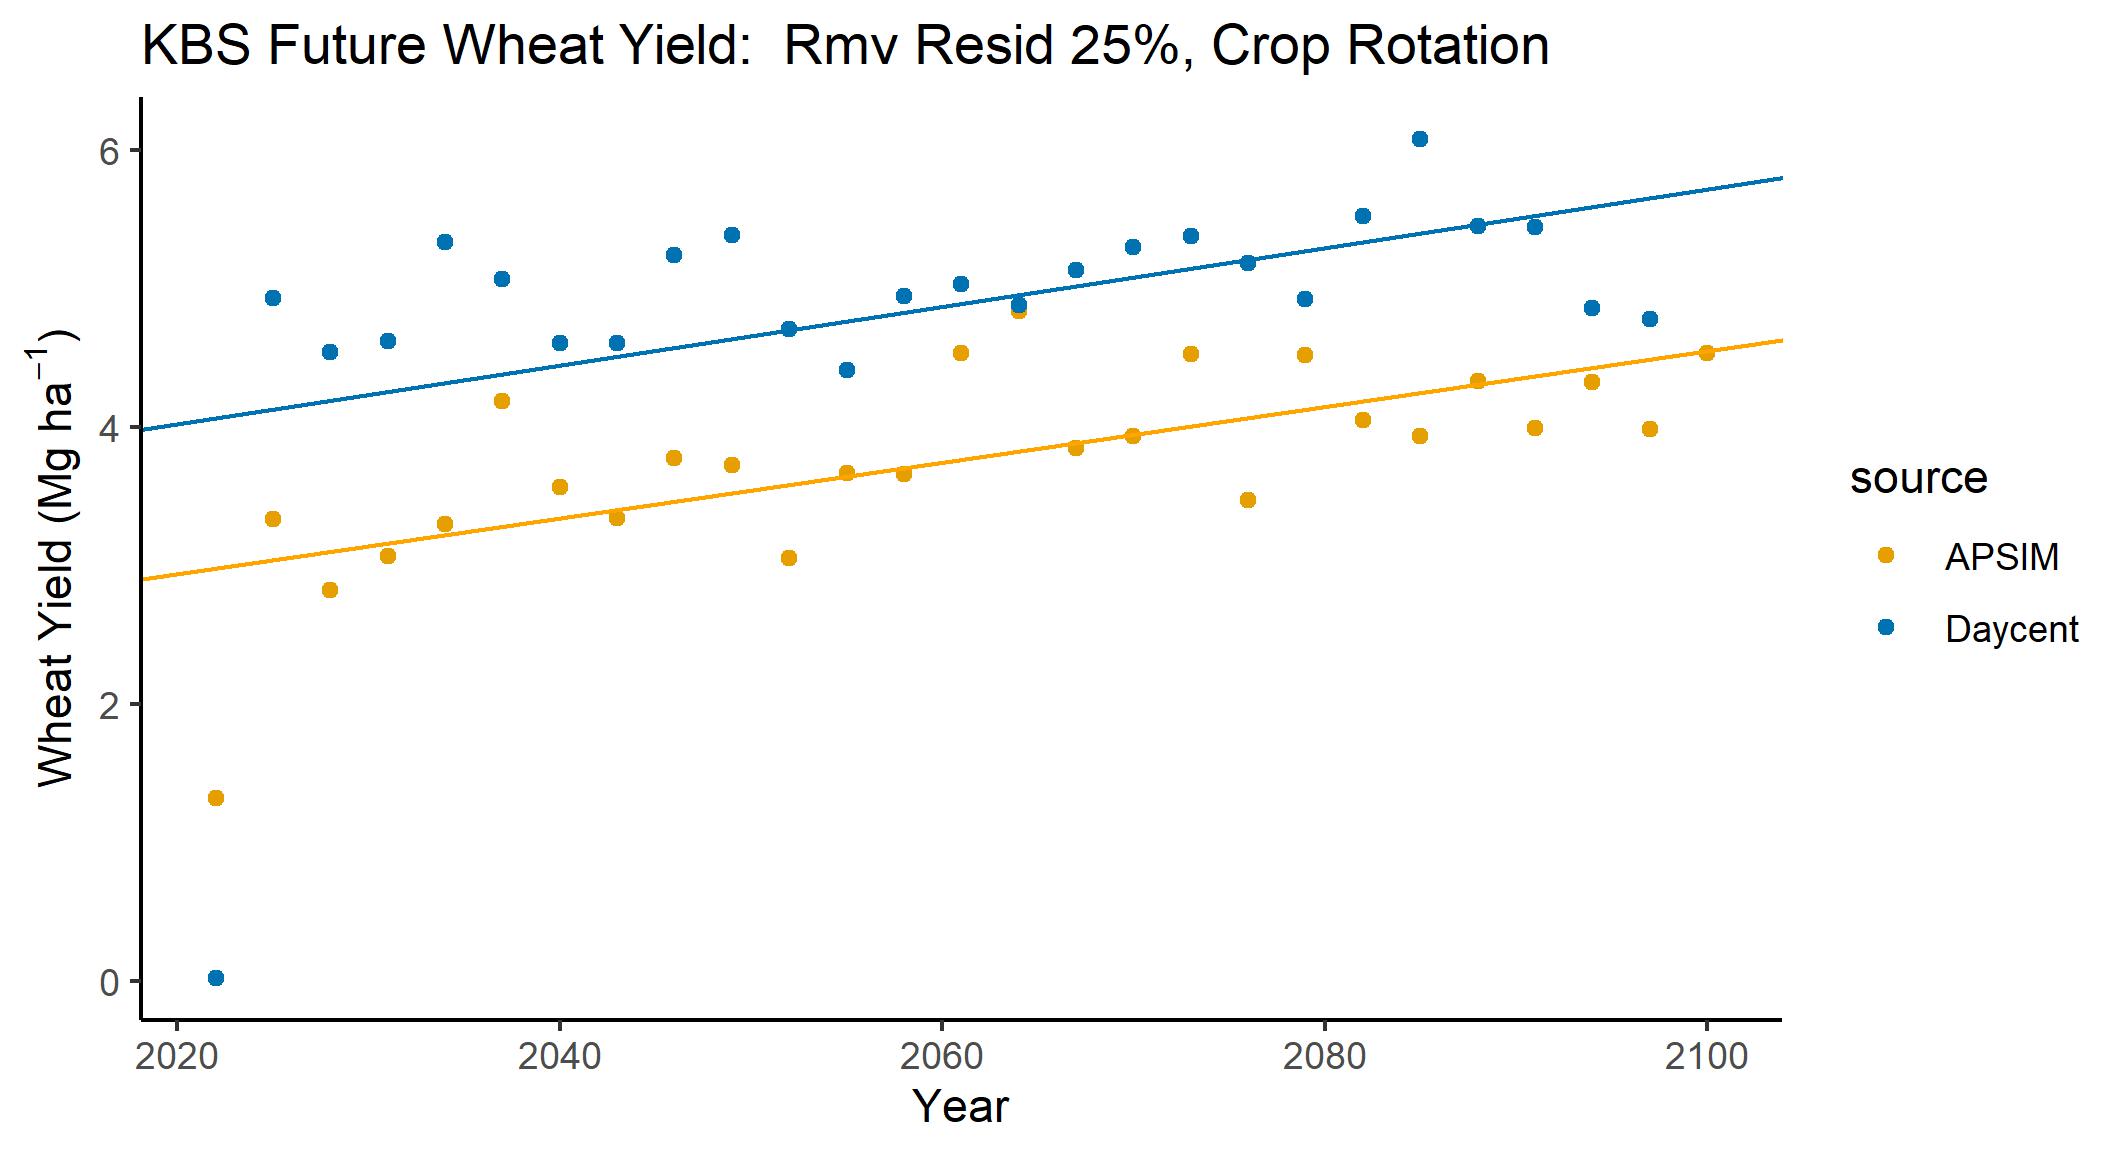 KBS Future Wheat Yield:  Rmv Resid 25%, Crop Rotation
Wheat Yield (Mg ha⁻¹)
6
4
2
0
2020 2040 2060 2080 2100
Year
source
APSIM
Daycent